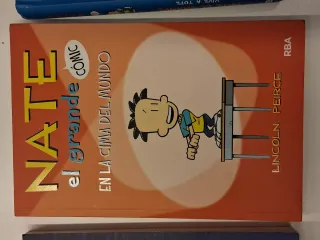 NATE
el grande
CÓMIC
EN LA CIMA DEL MUNDO
LINCOLN PEIRCE
RBA